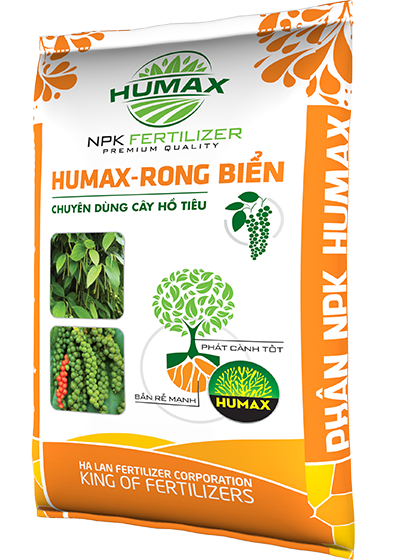 HUMAX
NPK FERTILIZER
PREMIUM QUALITY
HUMAX-RONG BIỂN
CHUYÊN DÙNG CÂY HỒ TIÊU
PHÁT CÀNH TỐT
BẮN RỄ MẠNH
HUMAX
HA LAN FERTILIZER CORPORATION
KING OF FERTILIZERS
PHÂN NPK HUMAX